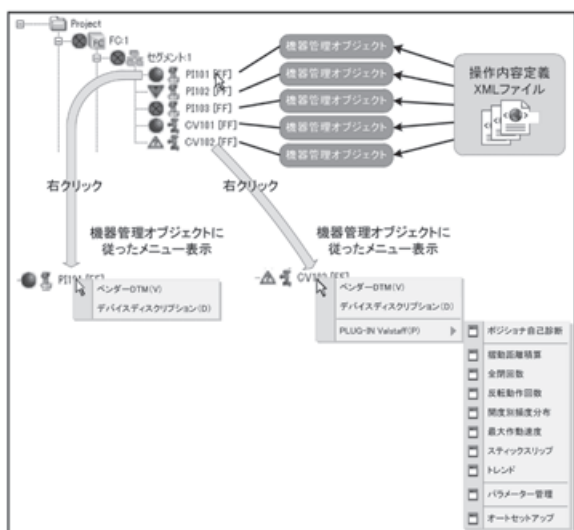 Project
FC:1
セグメント:1
PI101 [FF]
PI102 [FF]
PI103 [FF]
CV101 [FF]
CV102 [FF]
機器管理オブジェクト
機器管理オブジェクト
機器管理オブジェクト
機器管理オブジェクト
機器管理オブジェクト
操作内容定義
XMLファイル
右クリック
右クリック
機器管理オブジェクトに
従ったメニュー表示
機器管理オブジェクトに
従ったメニュー表示
PI101 [FF]
ベンダーDTM(V)
デバイスディスクリプション(D)
CV102 [FF]
ベンダーDTM(V)
デバイスディスクリプション(D)
PLUG-IN Valstaff(P)
ポジショナ自己診断
摺動距離積算
全閉回数
反転動作回数
開度別頻度分布
最大作動速度
スティックスリップ
トレンド
パラメーター管理
オートセットアップ